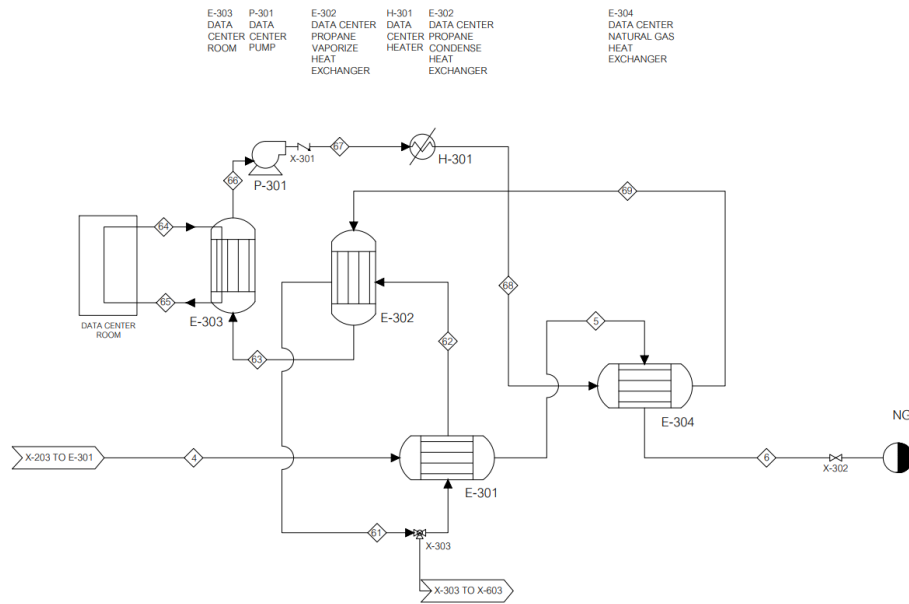 E-303
DATA
CENTER
ROOM
P-301
DATA
CENTER
PUMP
E-302
DATA CENTER
PROPANE
VAPORIZE
HEAT
EXCHANGER
H-301
DATA
CENTER
HEATER
E-302
DATA CENTER
PROPANE
CONDENSE
HEAT
EXCHANGER
E-304
DATA CENTER
NATURAL GAS
HEAT
EXCHANGER
67
X-301
H-301
P-301
66
69
64
65
DATA CENTER
ROOM
E-303
E-302
68
5
62
63
E-304
NG
X-203 TO E-301
4
6
X-302
E-301
61
X-303
X-303 TO X-603